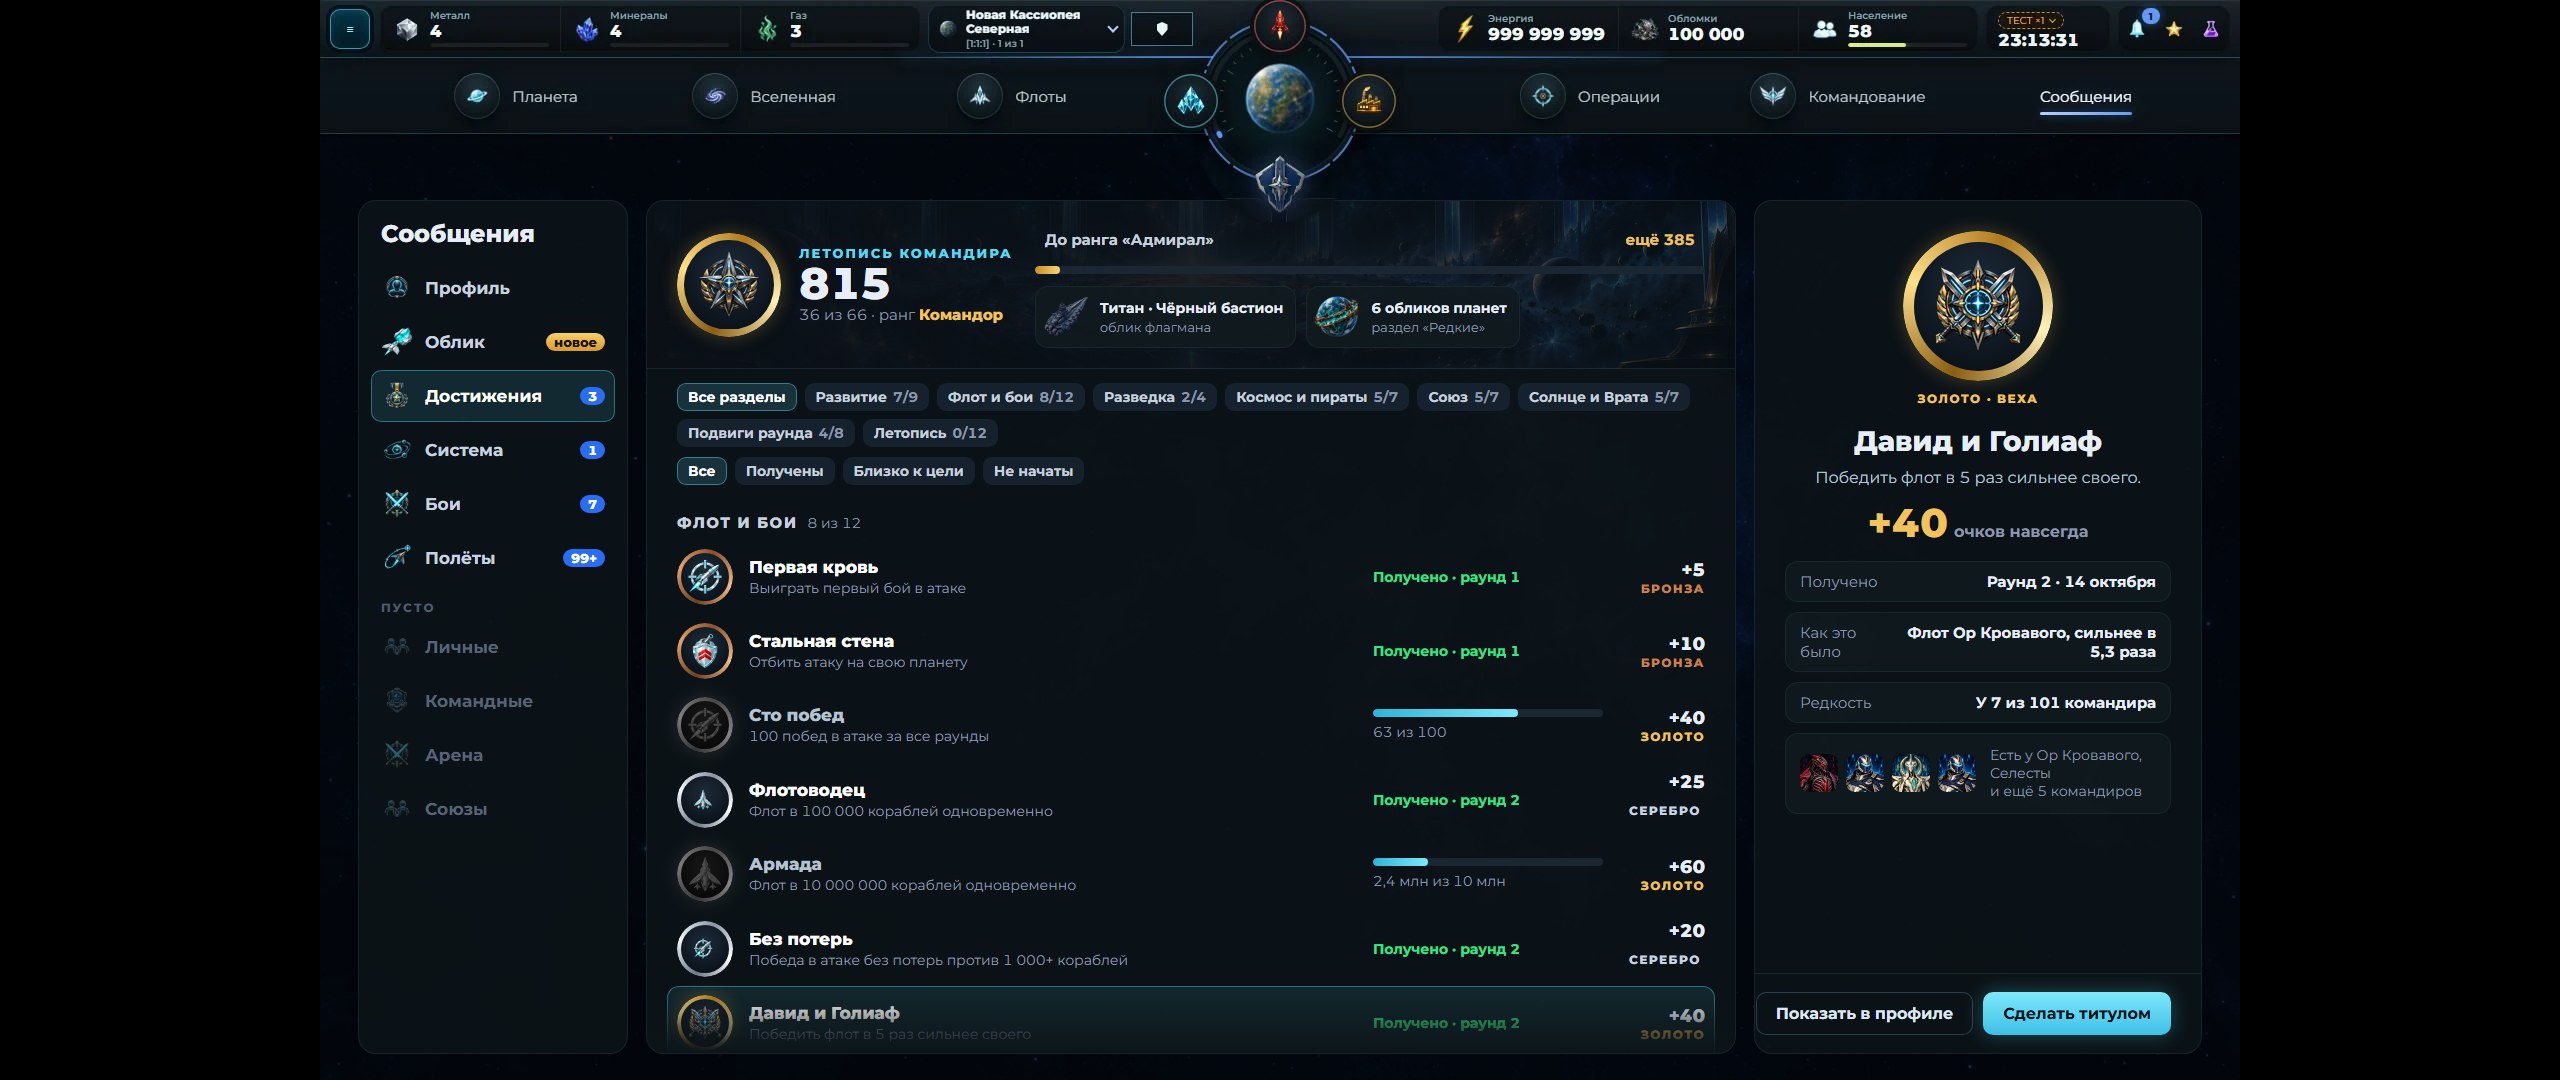 Металл
4
Минералы
4
Газ
3
Новая Кассиопея
Северная
[1:1:1] · 1 из 1
Энергия
999 999 999
Обломки
100 000
Население
58
ТЕСТ ×1
23:13:31
1
Планета
Вселенная
Флоты
Операции
Командование
Сообщения
Сообщения
Профиль
Облик
новое
Достижения
3
Система
1
Бои
7
Полёты
99+
ПУСТО
Личные
Командные
Арена
Союзы
ЛЕТОПИСЬ КОМАНДИРА
815
36 из 66 · ранг Командор
До ранга «Адмирал»
ещё 385
Титан · Чёрный бастион
облик флагмана
6 обликов планет
раздел «Редкие»
Все разделы
Развитие 7/9
Флот и бои 8/12
Разведка 2/4
Космос и пираты 5/7
Союз 5/7
Солнце и Врата 5/7
Подвиги раунда 4/8
Летопись 0/12
Все
Получены
Близко к цели
Не начаты
ФЛОТ И БОИ 8 из 12
Первая кровь
Выиграть первый бой в атаке
Получено · раунд 1
+5
БРОНЗА
Стальная стена
Отбить атаку на свою планету
Получено · раунд 1
+10
БРОНЗА
Сто побед
100 побед в атаке за все раунды
63 из 100
+40
ЗОЛОТО
Флотоводец
Флот в 100 000 кораблей одновременно
Получено · раунд 2
+25
СЕРЕБРО
Армада
Флот в 10 000 000 кораблей одновременно
2,4 млн из 10 млн
+60
ЗОЛОТО
Без потерь
Победа в атаке без потерь против 1 000+ кораблей
Получено · раунд 2
+20
СЕРЕБРО
Давид и Голиаф
Победить флот в 5 раз сильнее своего
Получено · раунд 2
+40
ЗОЛОТО
ЗОЛОТО · ВЕХА
Давид и Голиаф
Победить флот в 5 раз сильнее своего.
+40 очков навсегда
Получено
Раунд 2 · 14 октября
Как это было
Флот Ор Кровавого, сильнее в
5,3 раза
Редкость
У 7 из 101 командира
Есть у Ор Кровавого,
Селесты
и ещё 5 командиров
Показать в профиле
Сделать титулом